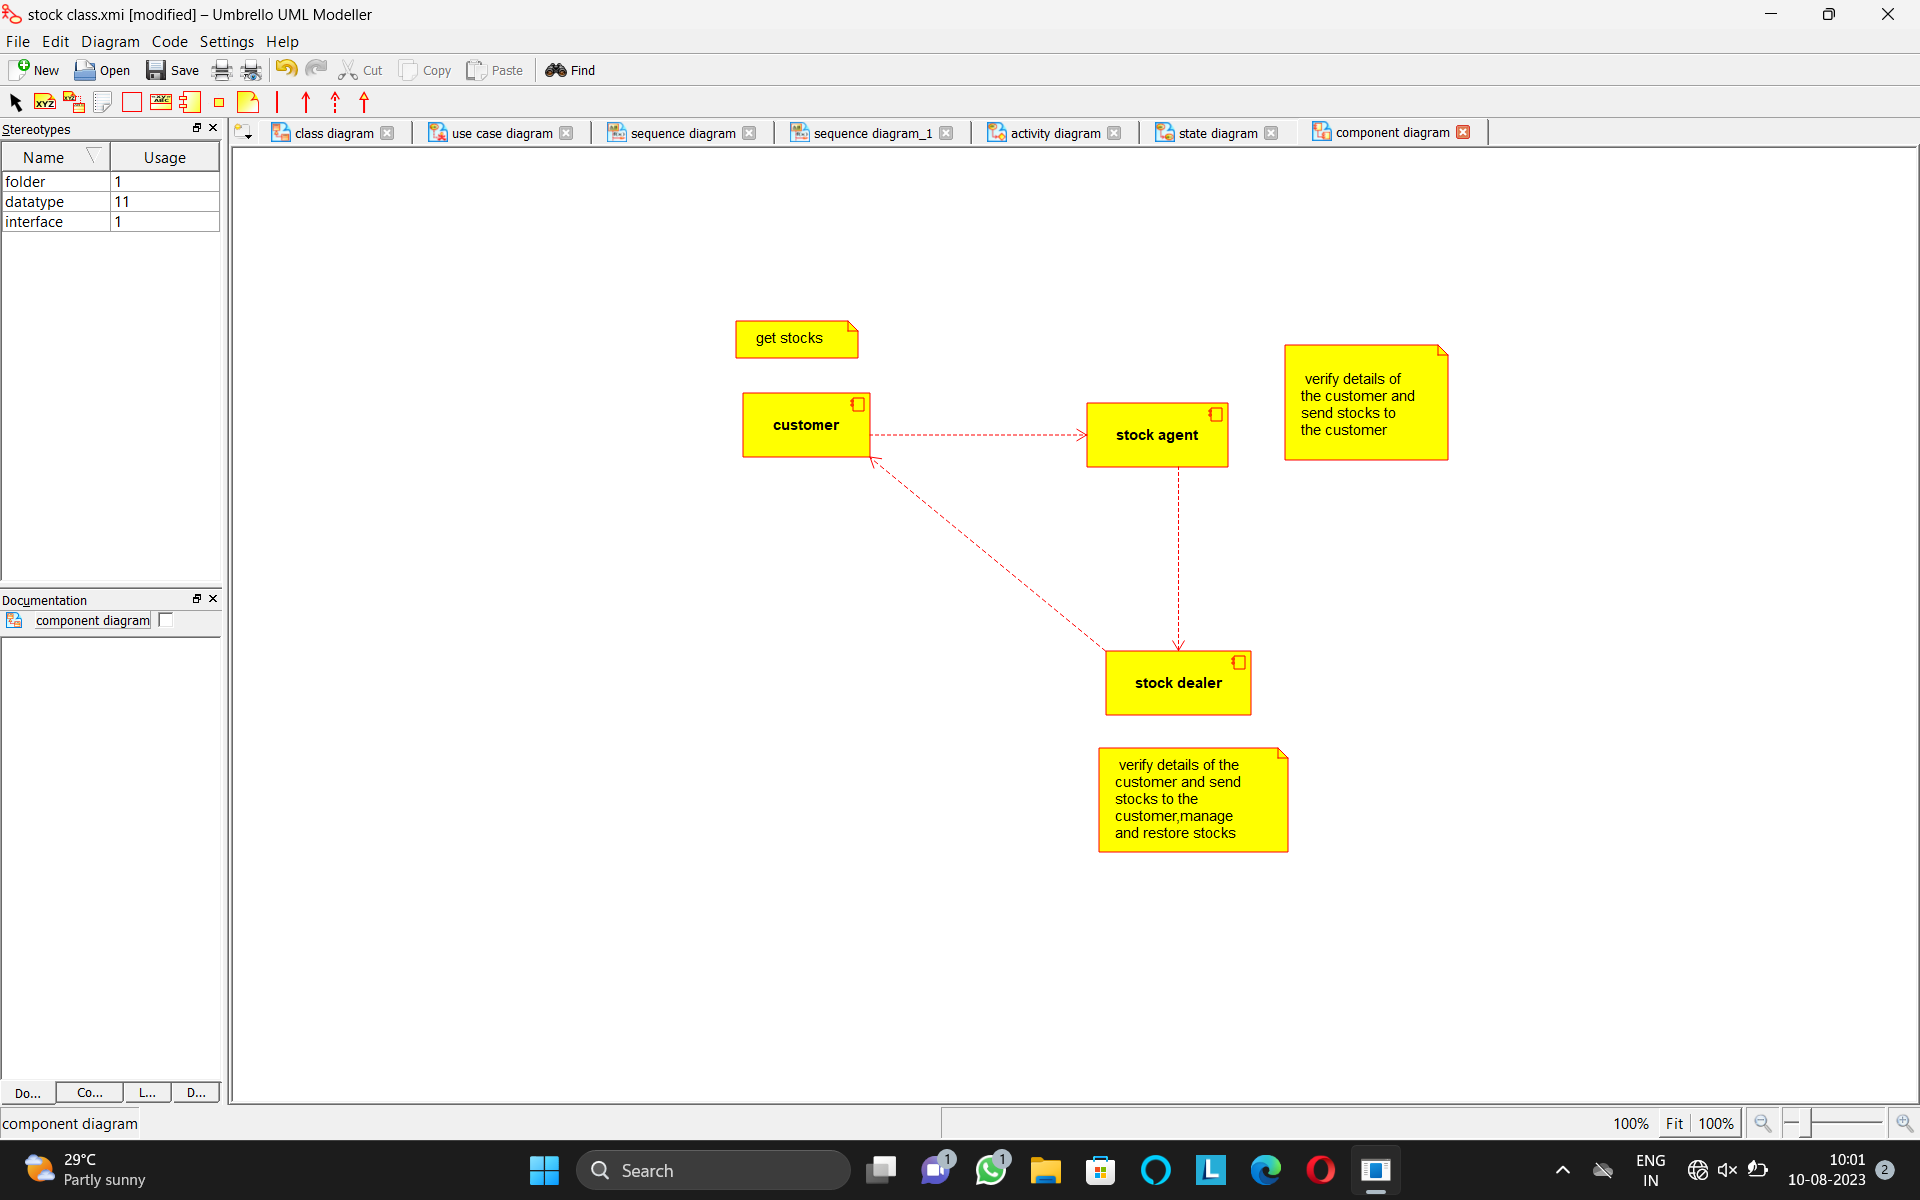 stock class.xmi [modified] – Umbrello UML Modeller
File Edit Diagram Code Settings Help
New Open Save Cut Copy Paste Find
XYZ
Stereotypes
class diagram use case diagram sequence diagram sequence diagram_1 activity diagram state diagram component diagram
Name Usage
folder 1
datatype 11
interface 1
get stocks
customer
stock agent
verify details of
the customer and
send stocks to
the customer
stock dealer
verify details of the
customer and send
stocks to the
customer,manage
and restore stocks
Documentation
component diagram
Do... Co... L... D...
component diagram
100% Fit 100%
29°C
Partly sunny
Search
1
1
L
ENG
IN
10:01
10-08-2023
2